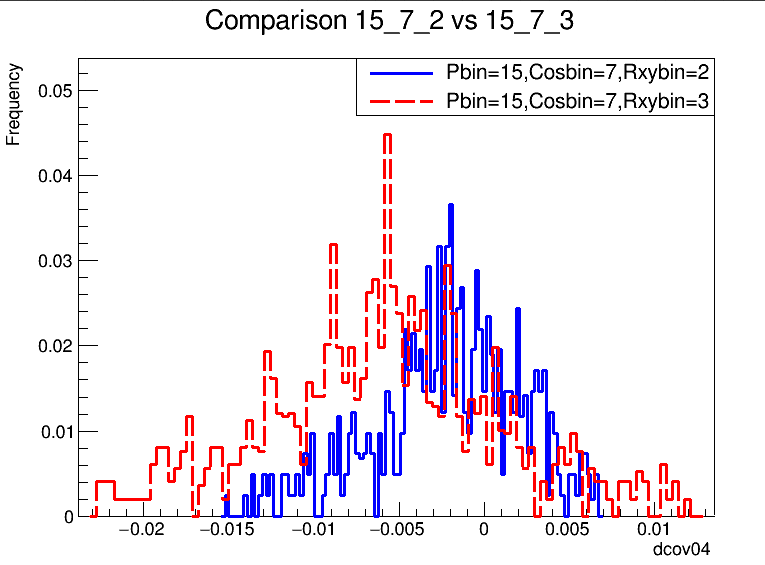 Comparison 15_7_2 vs 15_7_3
Pbin=15,Cosbin=7,Rxybin=2
Pbin=15,Cosbin=7,Rxybin=3
Frequency
0.05
0.04
0.03
0.02
0.01
0
−0.02 −0.015 −0.01 −0.005 0 0.005 0.01
dcov04